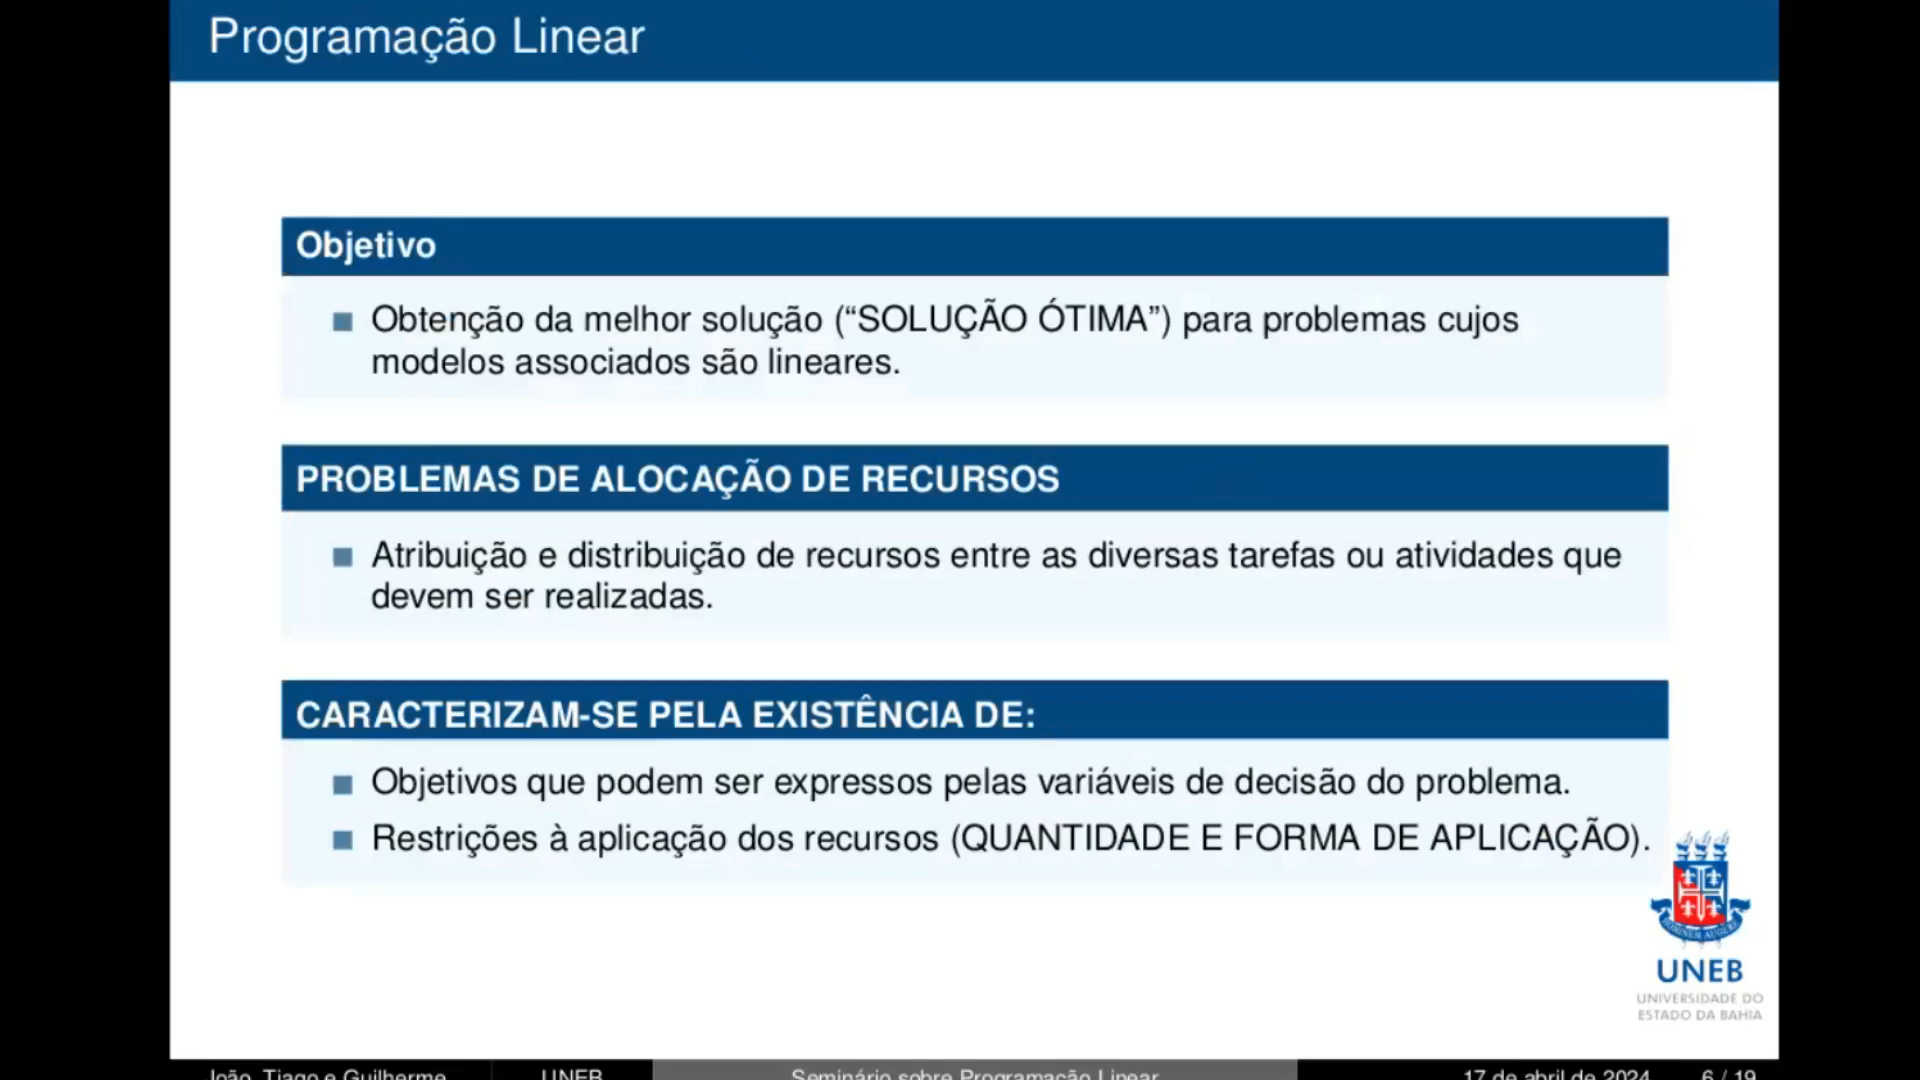 Programação Linear
Objetivo
Obtenção da melhor solução (“SOLUÇÃO ÓTIMA”) para problemas cujos
modelos associados são lineares.
PROBLEMAS DE ALOCAÇÃO DE RECURSOS
Atribuição e distribuição de recursos entre as diversas tarefas ou atividades que
devem ser realizadas.
CARACTERIZAM-SE PELA EXISTÊNCIA DE:
Objetivos que podem ser expressos pelas variáveis de decisão do problema.
Restrições à aplicação dos recursos (QUANTIDADE E FORMA DE APLICAÇÃO).
UNEB
UNIVERSIDADE DO
ESTADO DA BAHIA
João, Tiago e Guilherme UNEB Seminário sobre Programação Linear 17 de abril de 2024 6 / 19